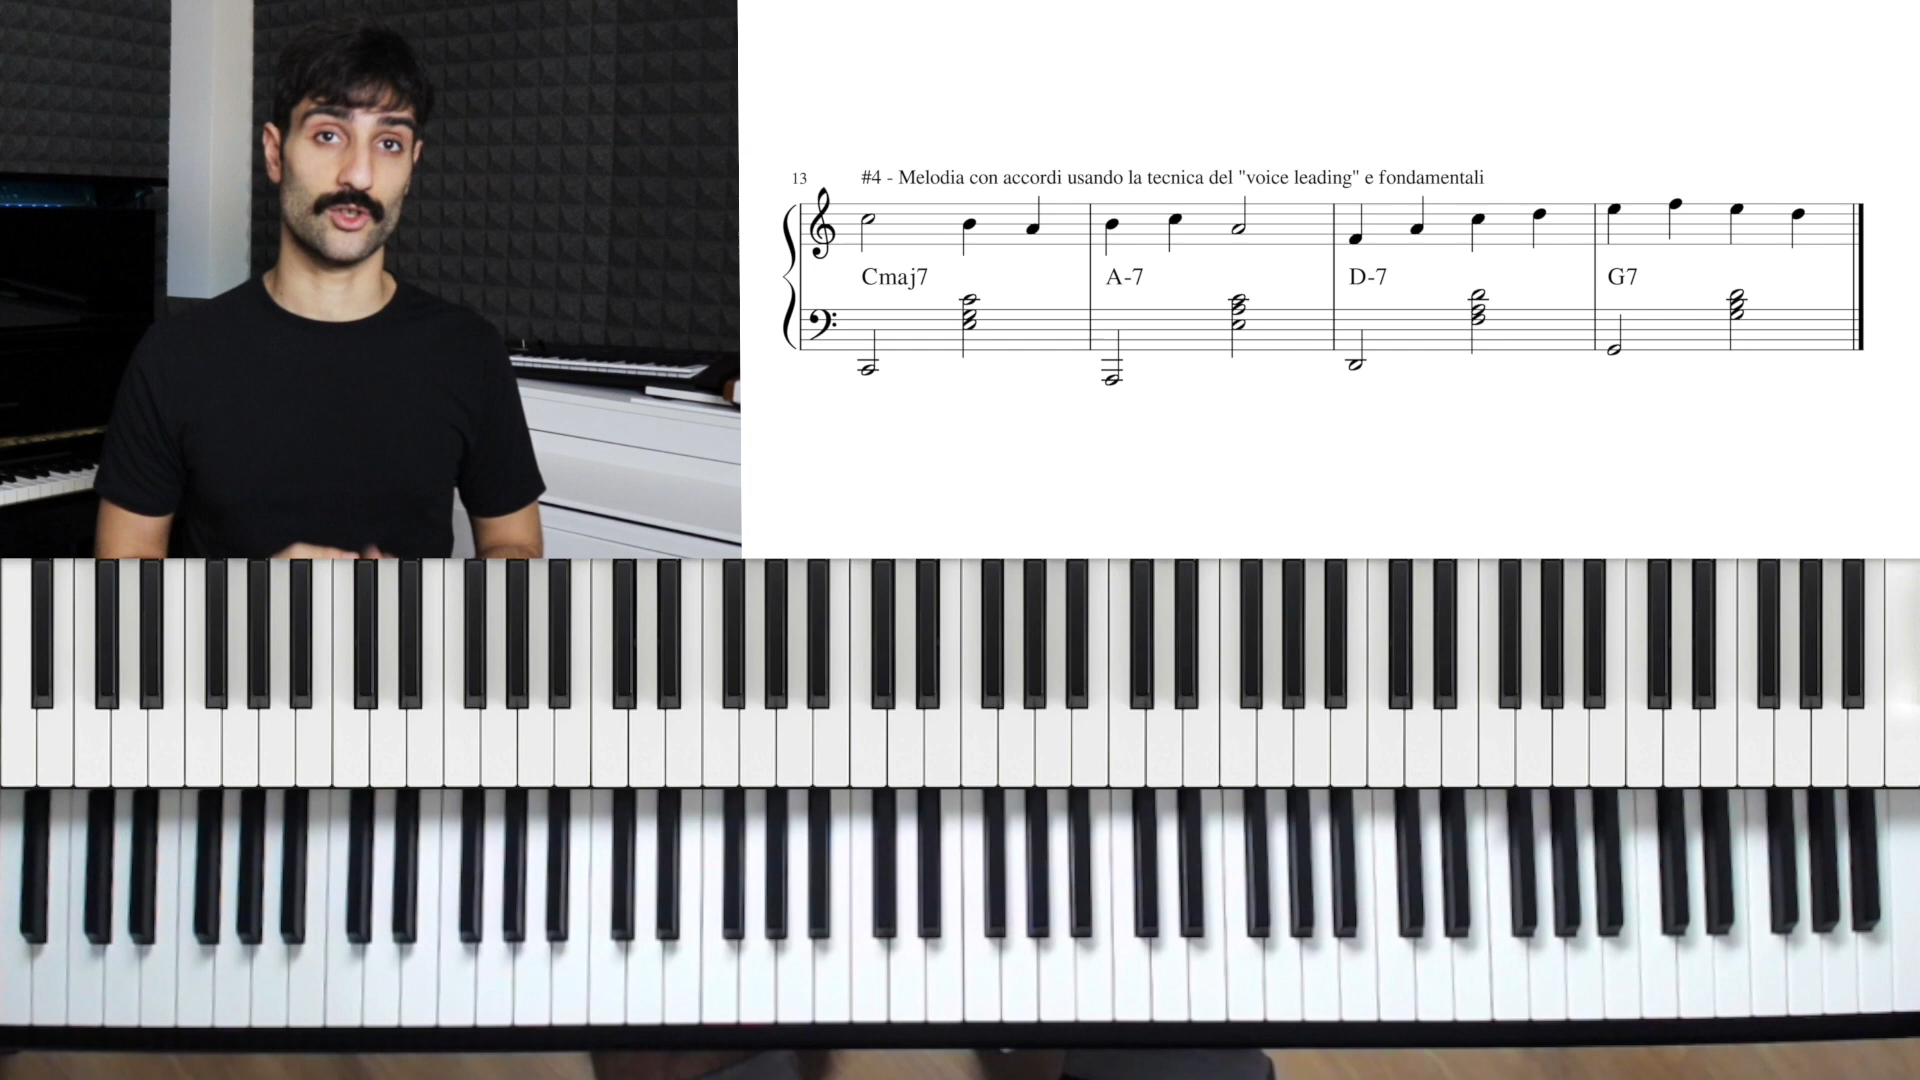 13
#4 - Melodia con accordi usando la tecnica del "voice leading" e fondamentali
Cmaj7 A-7 D-7 G7